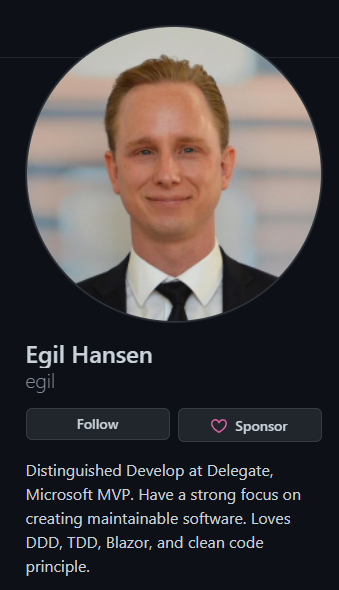 Egil Hansen
egil
Follow
Sponsor
Distinguished Develop at Delegate,
Microsoft MVP. Have a strong focus on
creating maintainable software. Loves
DDD, TDD, Blazor, and clean code
principle.